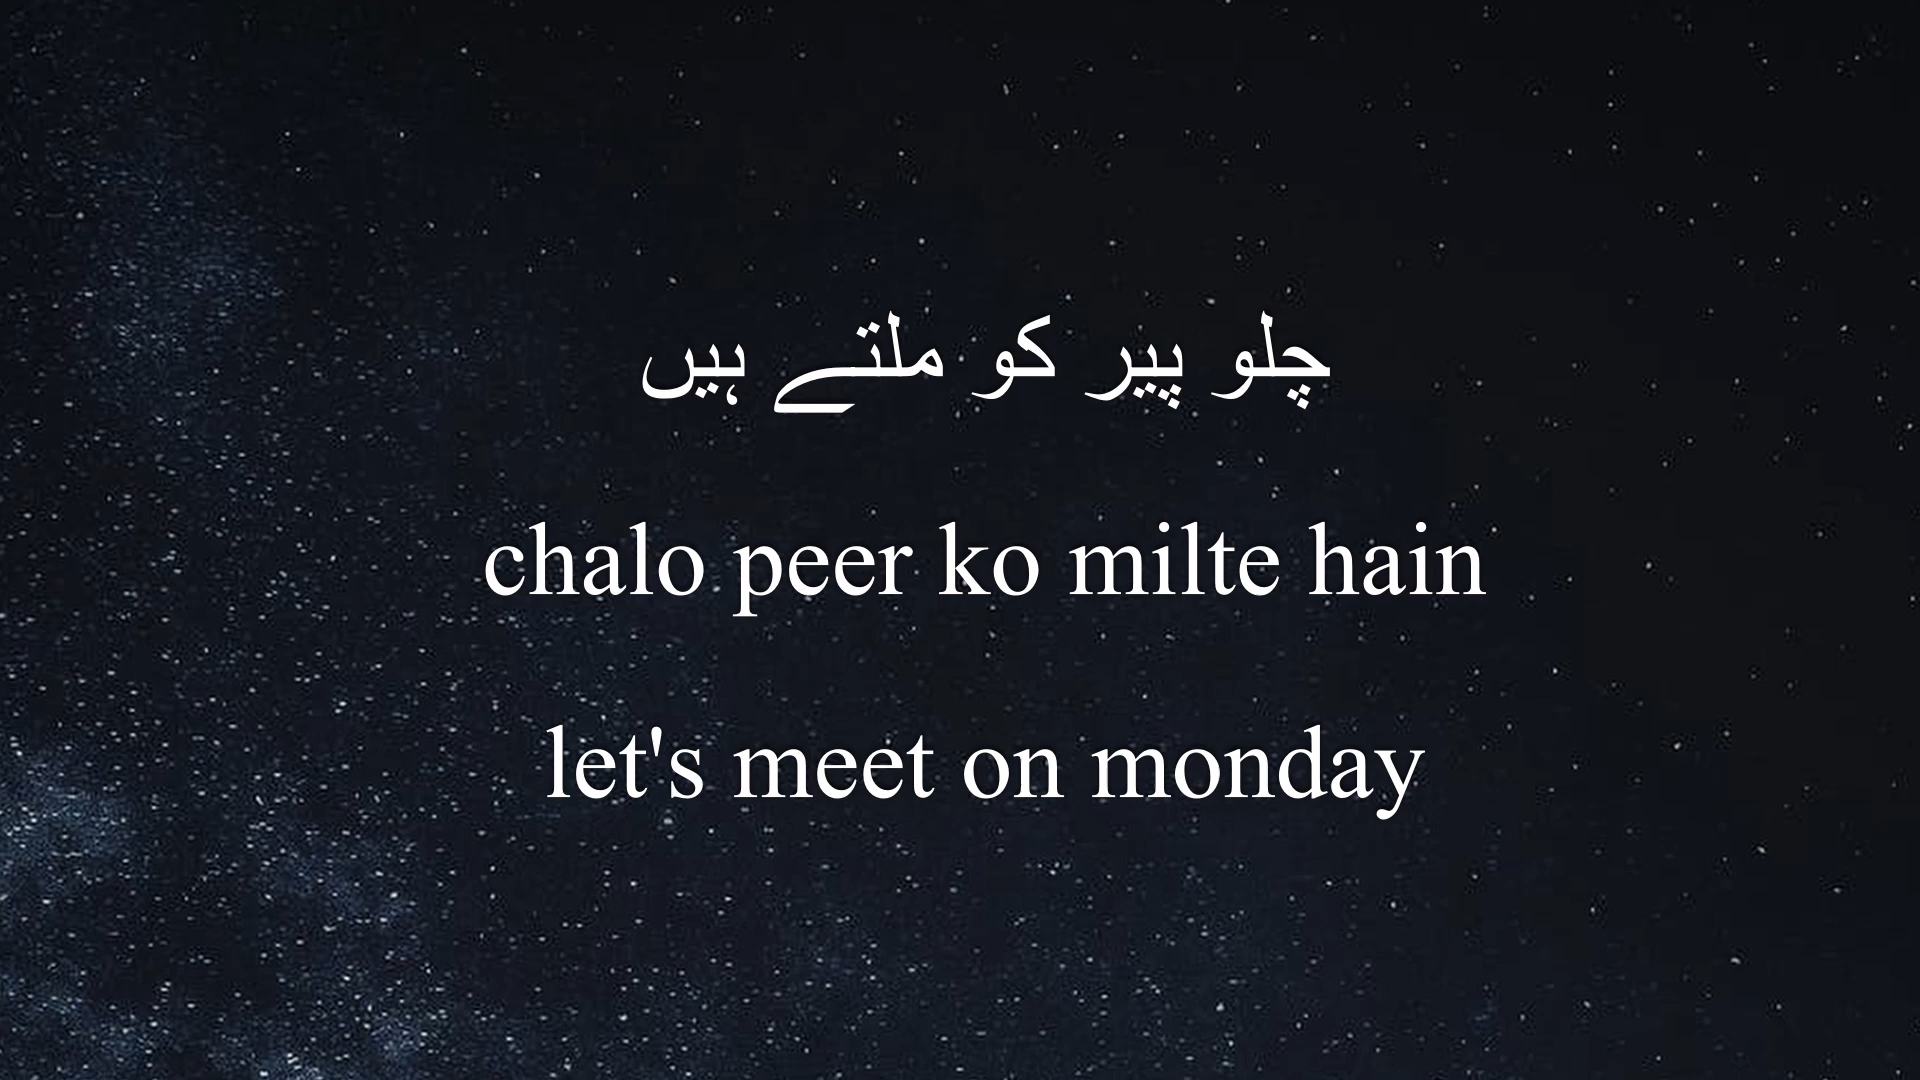 چلو پیر کو ملتے ہیں
chalo peer ko milte hain
let's meet on monday